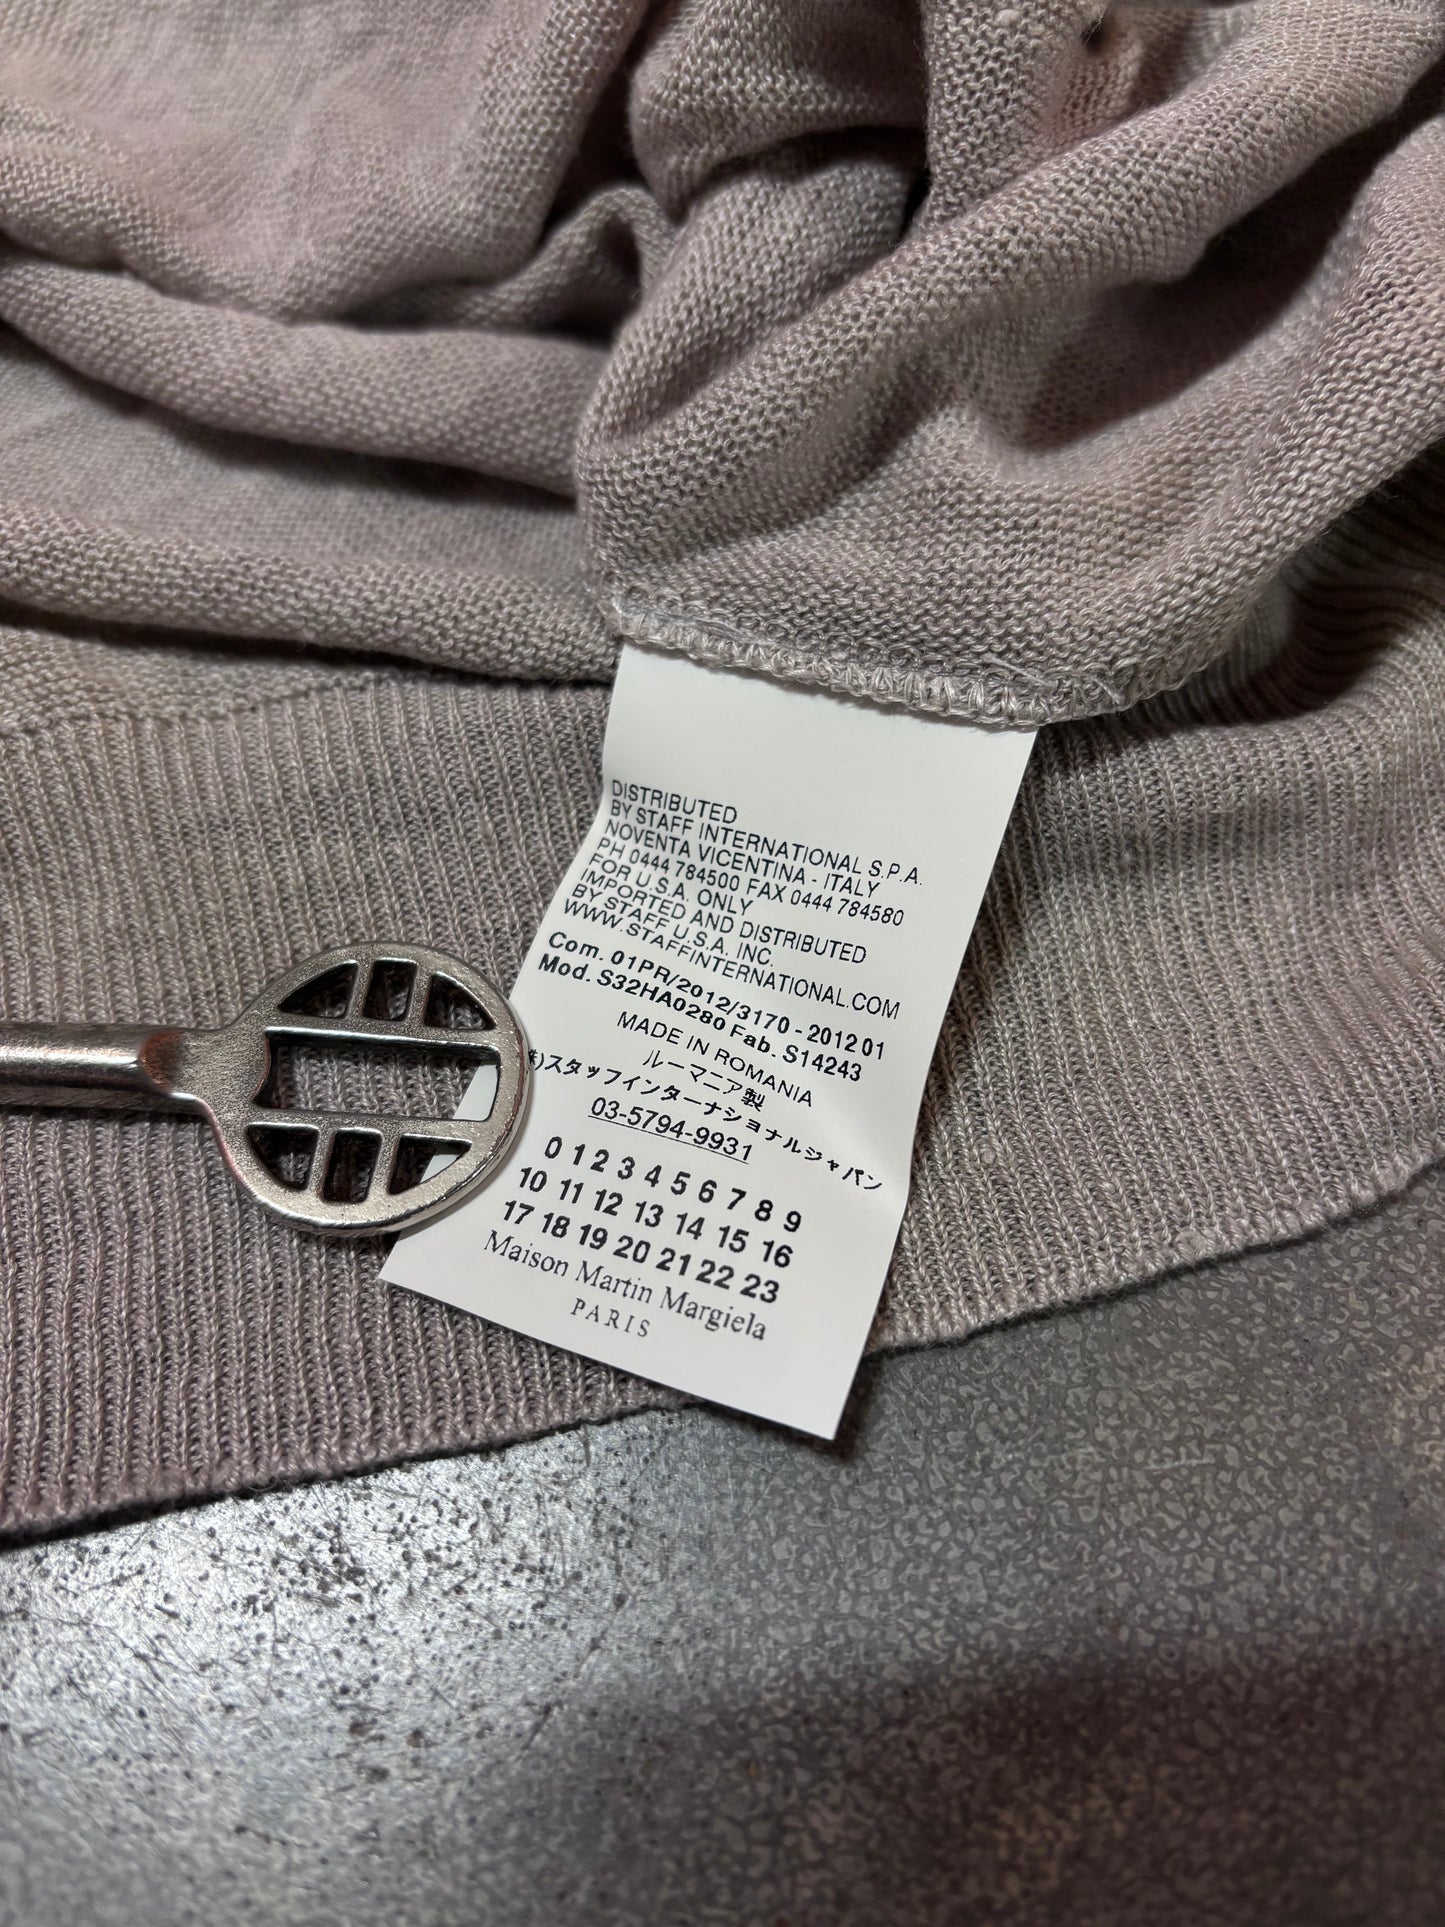 DISTRIBUTED
BY STAFF INTERNATIONAL S.P.A.
NOVENTA VICENTINA - ITALY
PH 0444 784500 FAX 0444 784580
FOR U.S.A. ONLY
IMPORTED AND DISTRIBUTED
BY STAFF U.S.A. INC.
WWW.STAFFINTERNATIONAL.COM
Com. 01PR/2012/3170 - 2012 01
Mod. S32HA0280 Fab. S14243
MADE IN ROMANIA
ルーマニア製
)スタッフインターナショナルジャパン
03-5794-9931
0 1 2 3 4 5 6 7 8 9
10 11 12 13 14 15 16
17 18 19 20 21 22 23
Maison Martin Margiela
PARIS